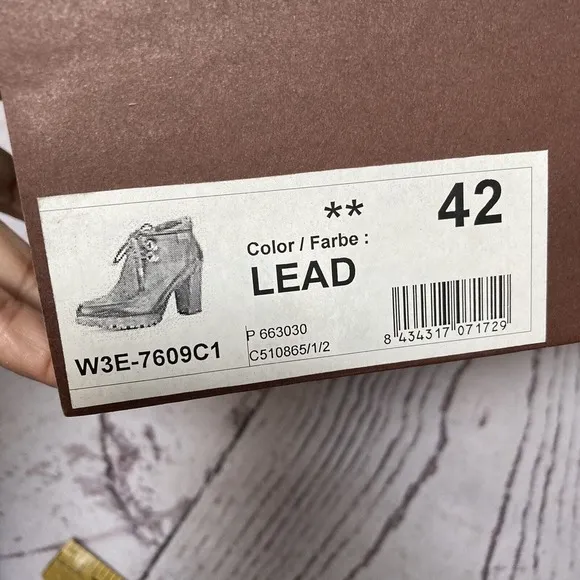 ** 42
Color / Farbe :
LEAD
W3E-7609C1
P 663030
C510865/1/2
8 434317 071729